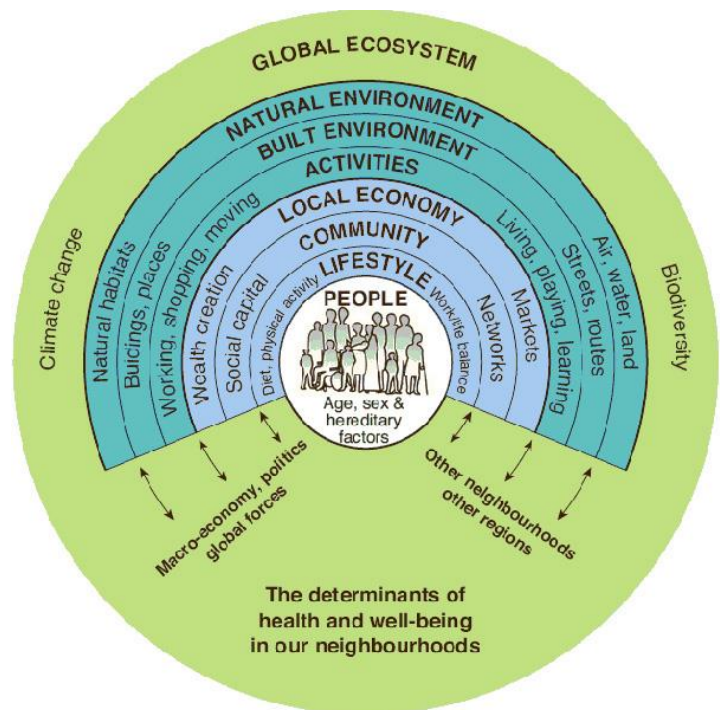 GLOBAL ECOSYSTEM
NATURAL ENVIRONMENT
BUILT ENVIRONMENT
ACTIVITIES
LOCAL ECONOMY
COMMUNITY
LIFESTYLE
PEOPLE
Age, sex &
hereditary
factors
Climate change
Natural habitats
Buicings, places
Working, shopping, moving
Wealth creation
Social capital
Diet, physical activity
Work/life balance
Networks
Markets
Living, playing, learning
Streets, routes
Air, water, land
Biodiversity
Macro-economy, politics
global forces
Other neighbourhoods
other regions
The determinants of
health and well-being
in our neighbourhoods